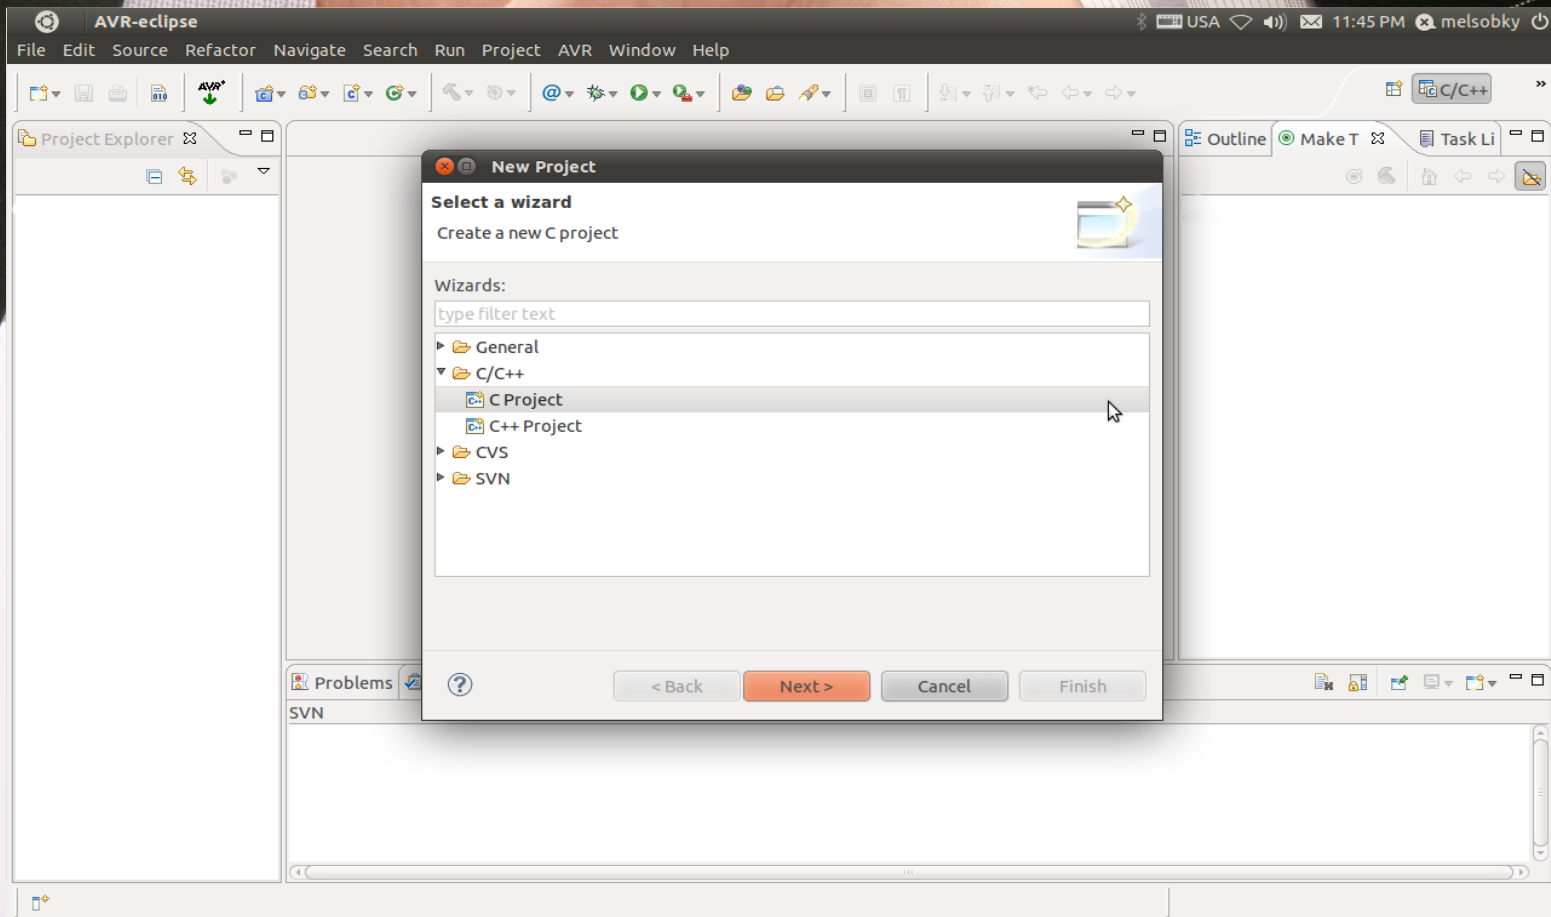 AVR-eclipse
USA 11:45 PM melsobky
File Edit Source Refactor Navigate Search Run Project AVR Window Help
AVR
C/C++
Project Explorer
Outline Make T Task Li
New Project
Select a wizard
Create a new C project
Wizards:
type filter text
General
C/C++
C Project
C++ Project
CVS
SVN
< Back Next > Cancel Finish
Problems
SVN